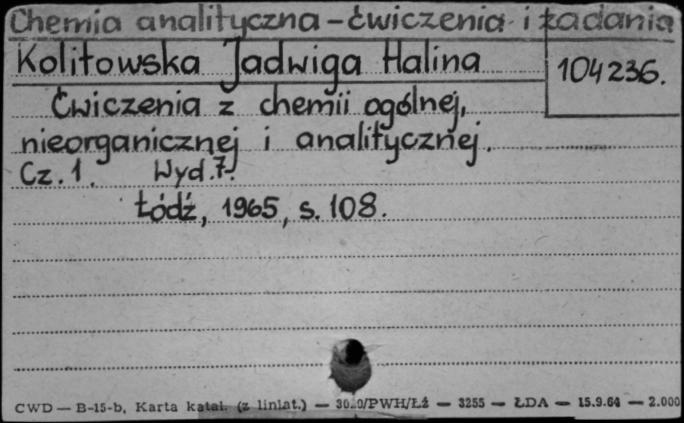 Chemia analityczna - ćwiczenia i zadania
Kolitowska Jadwiga Halina
104236.
Ćwiczenia z chemii ogólnej,
nieorganicznej i analitycznej.
Cz. 1. Wyd. 7.
Łódź, 1965, s. 108.
CWD — B-15-b, Karta katal. (z liniat.) — /PWH/Łż — 3255 — ŁDA — 15.9.64 — 2.000